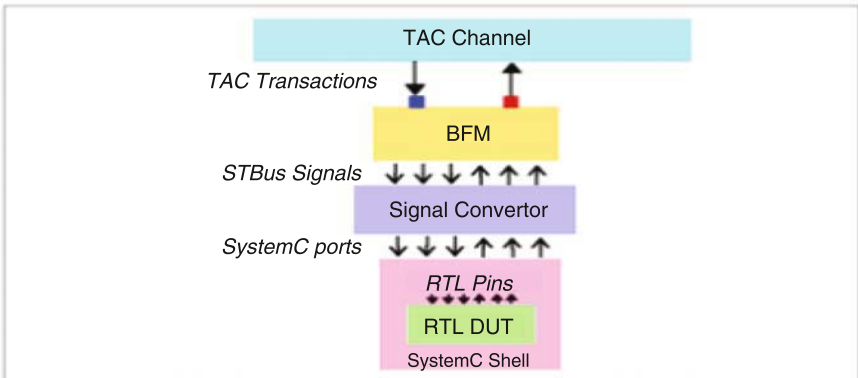 TAC Channel
TAC Transactions
BFM
STBus Signals
Signal Convertor
SystemC ports
RTL Pins
RTL DUT
SystemC Shell